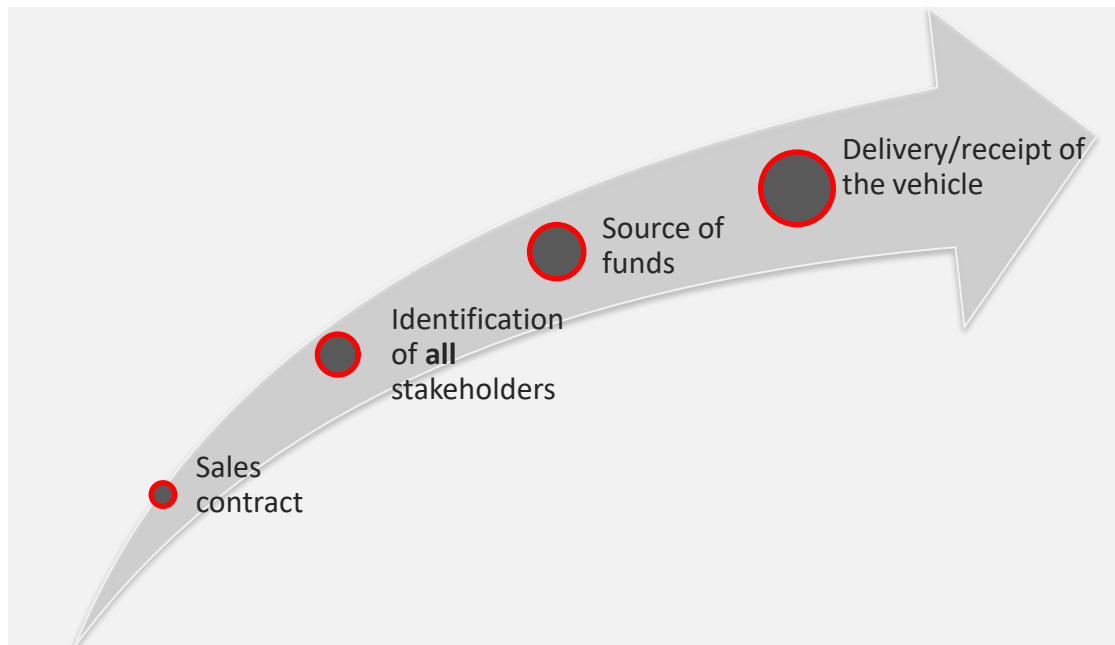 Delivery/receipt of
the vehicle
Source of
funds
Identification
of all
stakeholders
Sales
contract